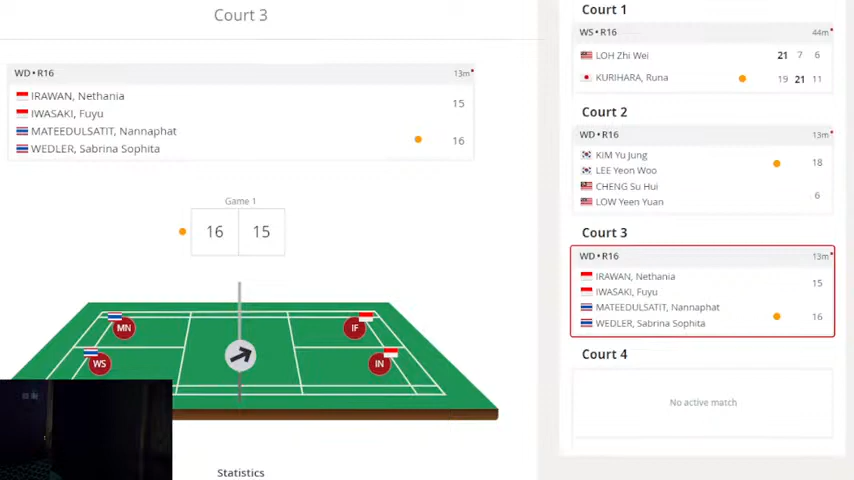 Court 3
WD • R16
13m
IRAWAN, Nethania
IWASAKI, Fuyu
15
MATEEDULSATIT, Nannaphat
WEDLER, Sabrina Sophita
16
Game 1
16 15
MN
WS
IF
IN
Statistics
Court 1
WS • R16
44m
LOH Zhi Wei
21 7 6
KURIHARA, Runa
19 21 11
Court 2
WD • R16
13m
KIM Yu Jung
LEE Yeon Woo
18
CHENG Su Hui
LOW Yeen Yuan
6
Court 3
WD • R16
13m
IRAWAN, Nethania
IWASAKI, Fuyu
15
MATEEDULSATIT, Nannaphat
WEDLER, Sabrina Sophita
16
Court 4
No active match